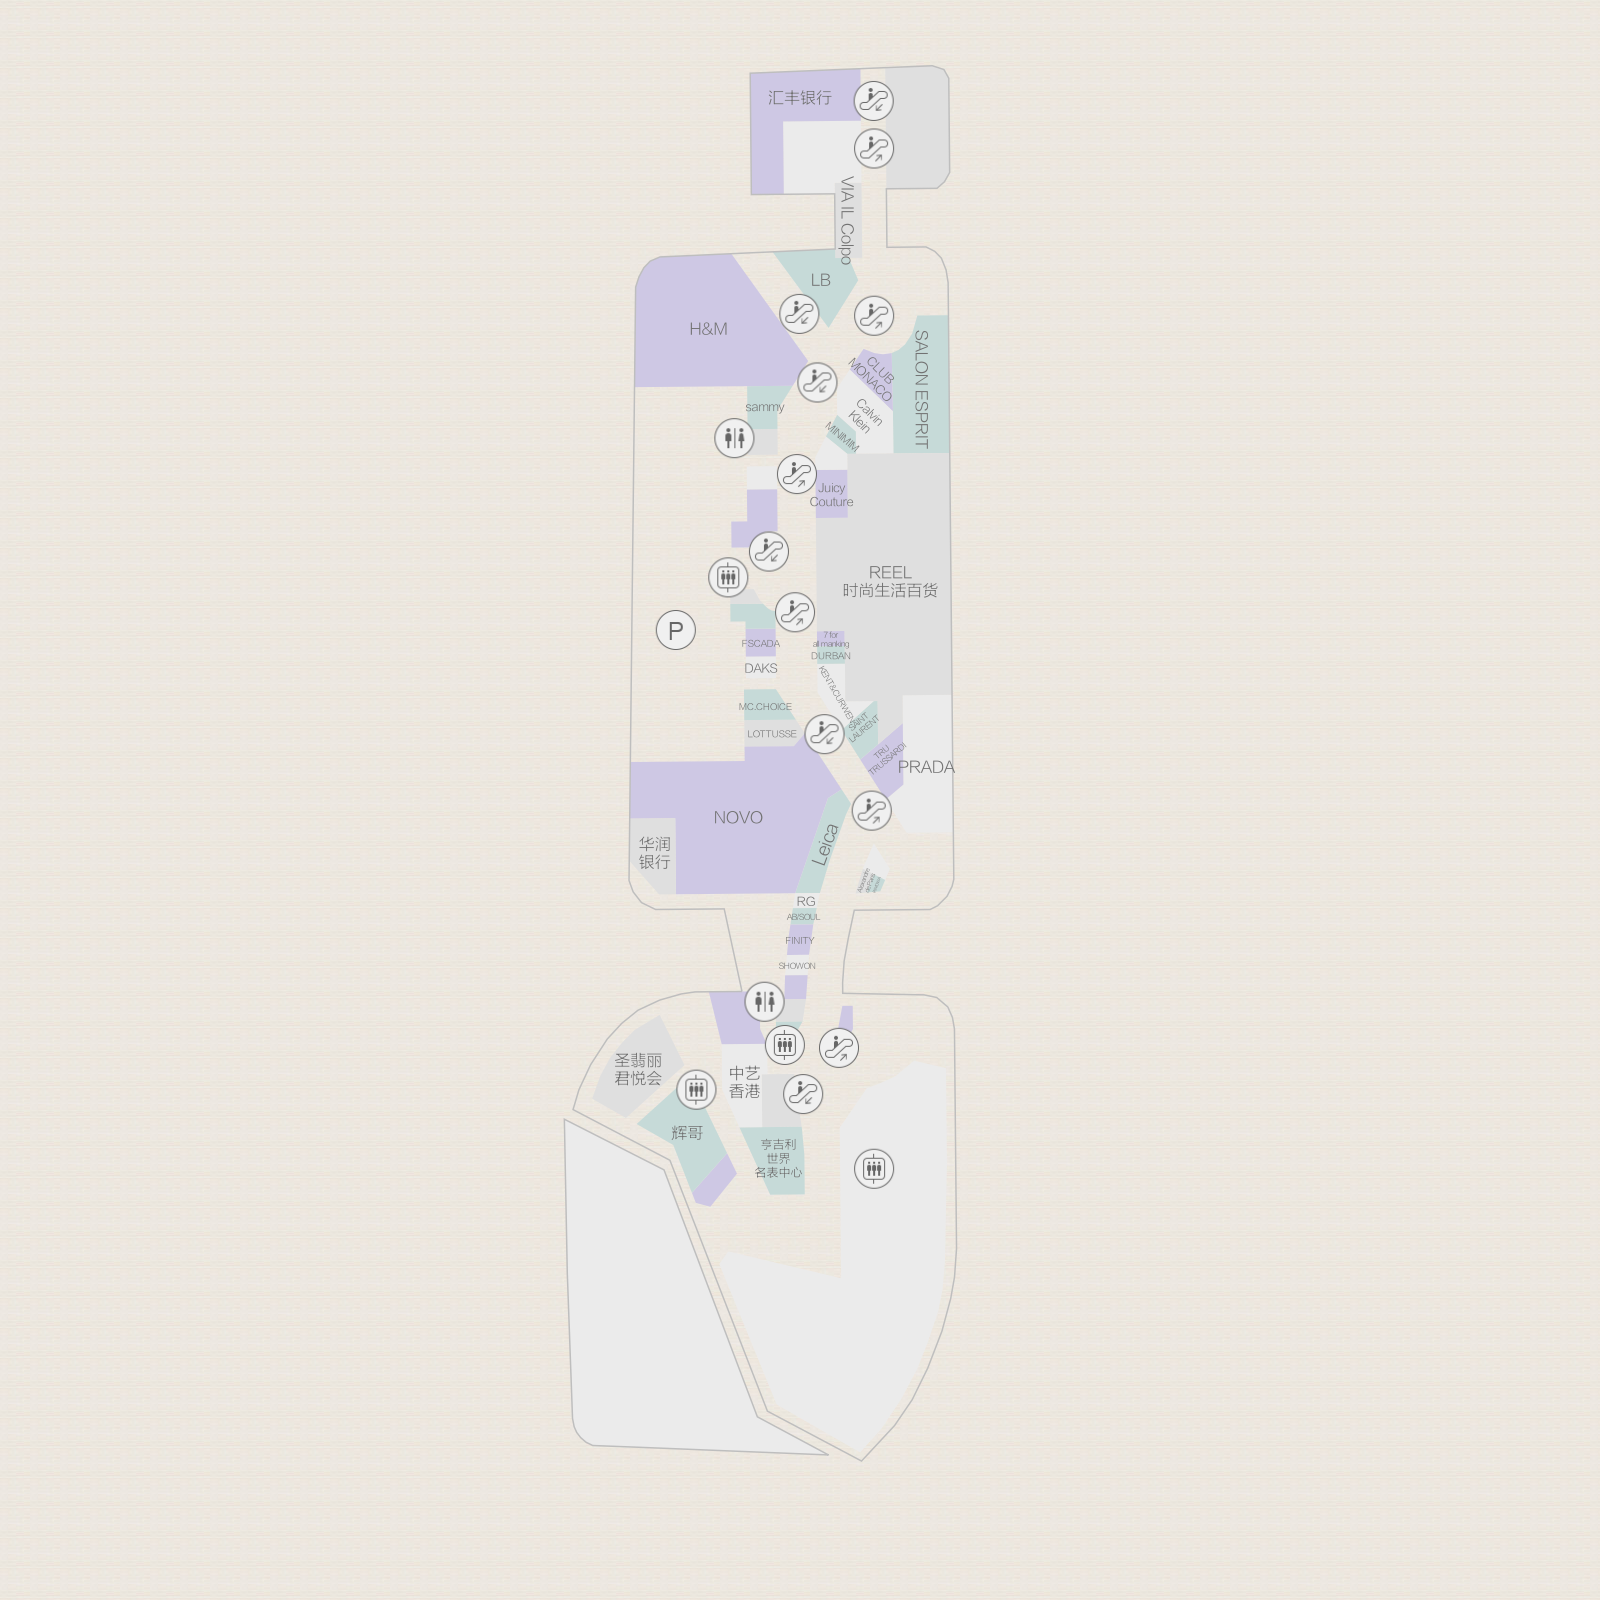 汇丰银行
VIA IL Colpo
LB
H&M
SALON ESPRIT
CLUB
MONACO
sammy
Calvin
Klein
MINIMIM
Juicy
Couture
REEL
时尚生活百货
P
FSCADA
7 for
all manking
DURBAN
DAKS
KENT&CURWEN
MC.CHOICE
SAINT
LAURENT
LOTTUSSE
TRU
TRUSSARDI
PRADA
NOVO
Leica
华润
银行
RG
AB/SOUL
FINITY
SHOWON
圣翡丽
君悦会
中艺
香港
辉哥
亨吉利
世界
名表中心